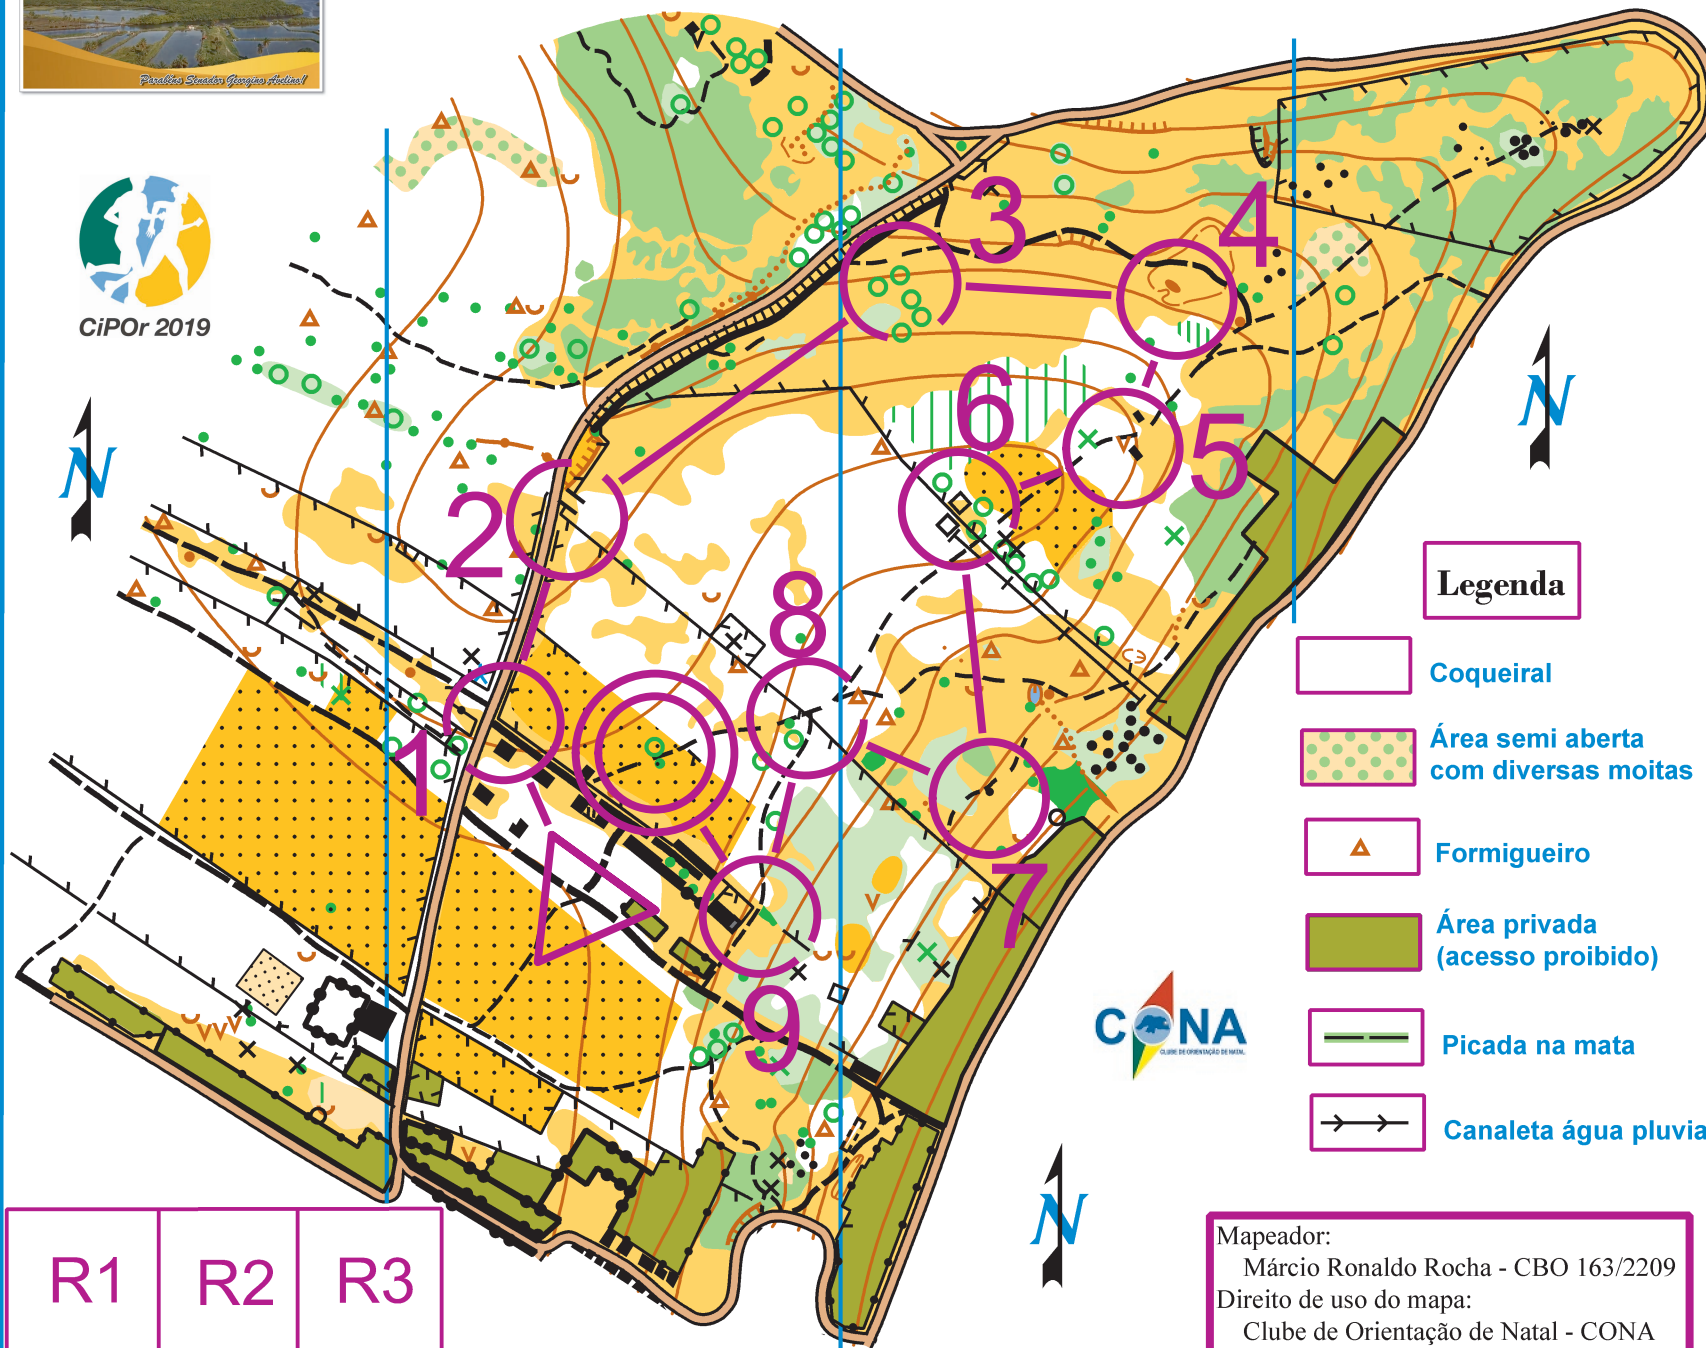 Parabéns Senador Georgino Avelino!
CiPOr 2019
N
N
N
3
4
6
5
2
8
1
7
9
Legenda
Coqueiral
Área semi aberta
com diversas moitas
Formigueiro
Área privada
(acesso proibido)
Picada na mata
Canaleta água pluvia
CONA
CLUBE DE ORIENTAÇÃO DE NATAL
R1 R2 R3
Mapeador:
Márcio Ronaldo Rocha - CBO 163/2209
Direito de uso do mapa:
Clube de Orientação de Natal - CONA